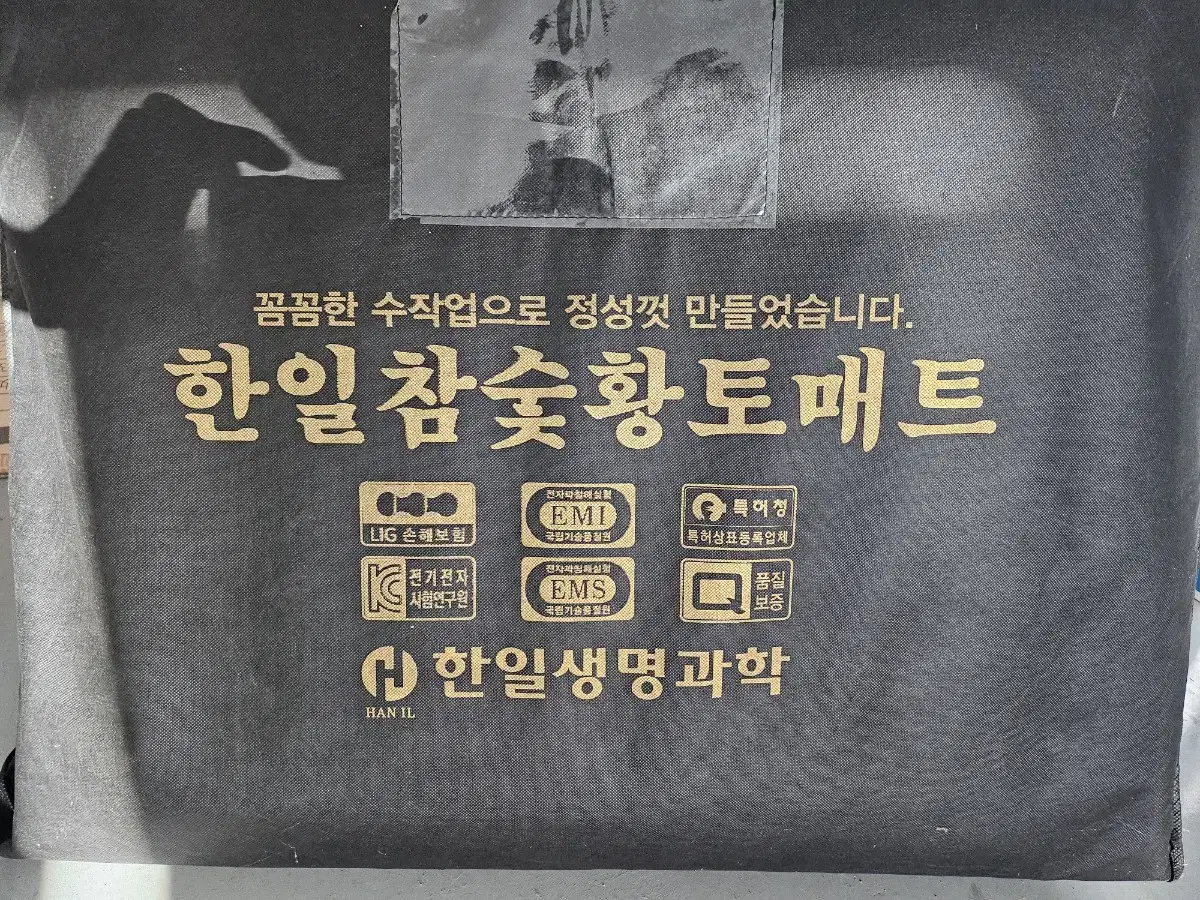 꼼꼼한 수작업으로 정성껏 만들었습니다.
한일참숯황토매트
LIG 손해보험
전자파장해실험
EMI
국립기술품질원
특허청
특허상표등록업체
전기전자
시험연구원
전자파장해실험
EMS
국립기술품질원
Q 품질
보증
한일생명과학
HAN IL